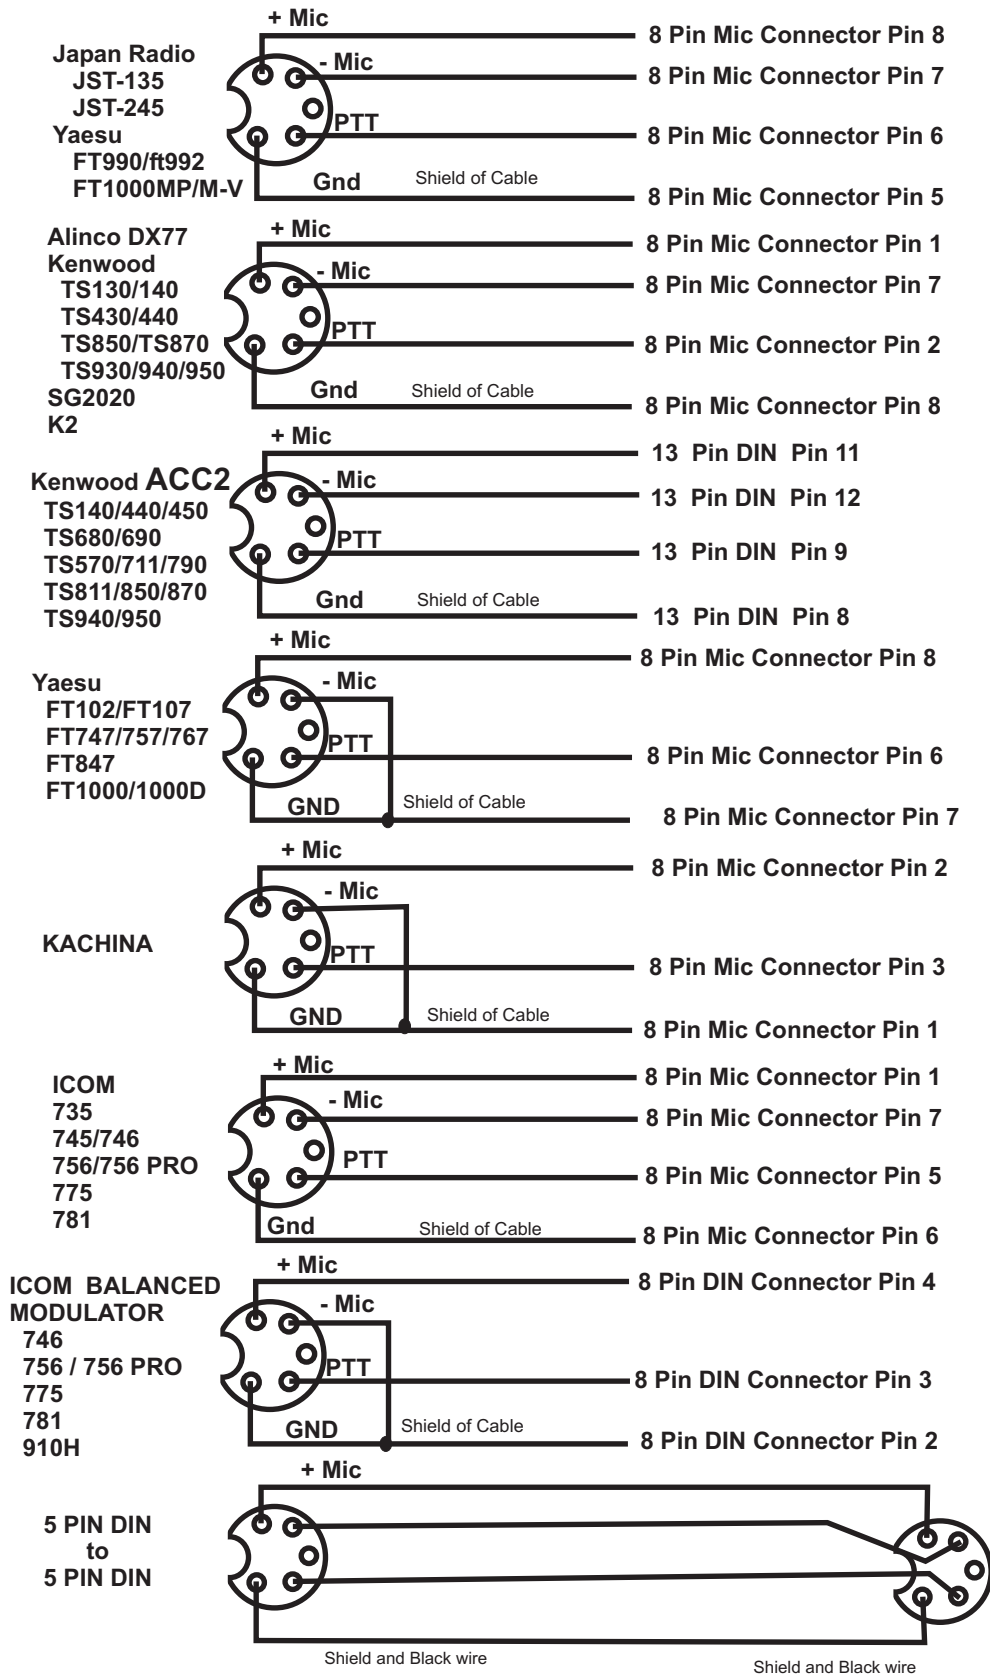 + Mic
8 Pin Mic Connector Pin 8
Japan Radio
JST-135
JST-245
- Mic
8 Pin Mic Connector Pin 7
PTT
8 Pin Mic Connector Pin 6
Yaesu
FT990/ft992
FT1000MP/M-V
Gnd
Shield of Cable
8 Pin Mic Connector Pin 5
+ Mic
8 Pin Mic Connector Pin 1
Alinco DX77
Kenwood
TS130/140
TS430/440
TS850/TS870
TS930/940/950
SG2020
K2
- Mic
8 Pin Mic Connector Pin 7
PTT
8 Pin Mic Connector Pin 2
Gnd
Shield of Cable
8 Pin Mic Connector Pin 8
+ Mic
13 Pin DIN Pin 11
Kenwood ACC2
TS140/440/450
TS680/690
TS570/711/790
TS811/850/870
TS940/950
- Mic
13 Pin DIN Pin 12
PTT
13 Pin DIN Pin 9
Gnd
Shield of Cable
13 Pin DIN Pin 8
+ Mic
8 Pin Mic Connector Pin 8
Yaesu
FT102/FT107
FT747/757/767
FT847
FT1000/1000D
- Mic
PTT
8 Pin Mic Connector Pin 6
GND
Shield of Cable
8 Pin Mic Connector Pin 7
+ Mic
8 Pin Mic Connector Pin 2
- Mic
KACHINA
PTT
8 Pin Mic Connector Pin 3
GND
Shield of Cable
8 Pin Mic Connector Pin 1
+ Mic
8 Pin Mic Connector Pin 1
ICOM
735
745/746
756/756 PRO
775
781
- Mic
8 Pin Mic Connector Pin 7
PTT
8 Pin Mic Connector Pin 5
Gnd
Shield of Cable
8 Pin Mic Connector Pin 6
+ Mic
8 Pin DIN Connector Pin 4
ICOM BALANCED
MODULATOR
746
756 / 756 PRO
775
781
910H
- Mic
PTT
8 Pin DIN Connector Pin 3
GND
Shield of Cable
8 Pin DIN Connector Pin 2
+ Mic
5 PIN DIN
to
5 PIN DIN
Shield and Black wire
Shield and Black wire